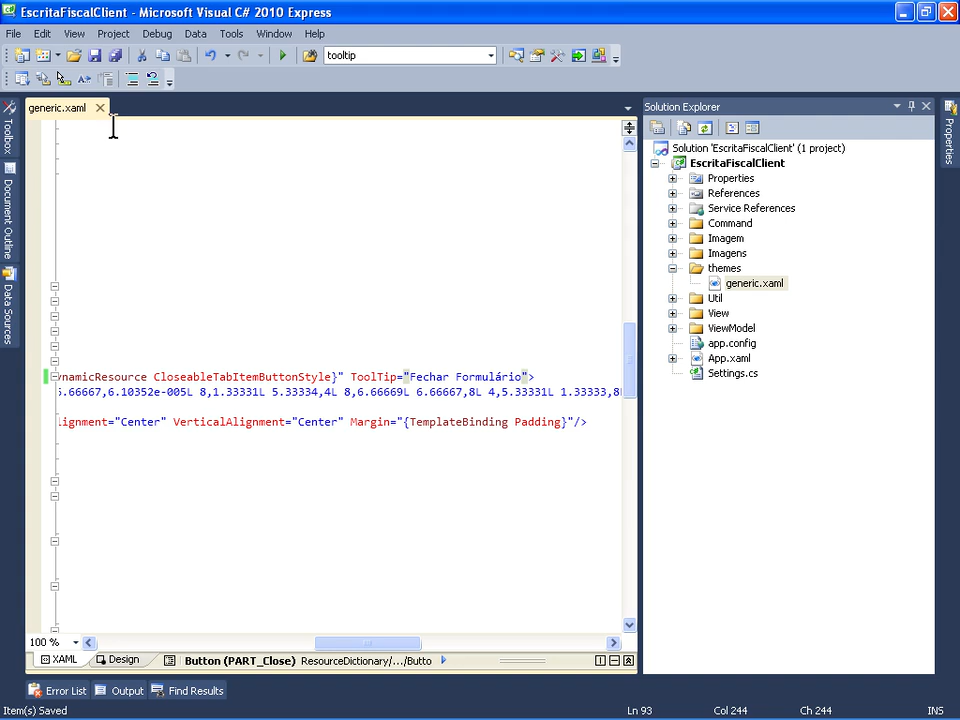 EscritaFiscalClient - Microsoft Visual C# 2010 Express
File Edit View Project Debug Data Tools Window Help
tooltip
generic.xaml
Toolbox
Document Outline
Data Sources
ynamicResource CloseableTabItemButtonStyle}" ToolTip="Fechar Formulário">
.66667,6.10352e-005L 8,1.33331L 5.33334,4L 8,6.66669L 6.66667,8L 4,5.33331L 1.33333,8
lignment="Center" VerticalAlignment="Center" Margin="{TemplateBinding Padding}"/>
100 %
XAML Design Button (PART_Close) ResourceDictionary/.../Butto
Solution Explorer
Solution 'EscritaFiscalClient' (1 project)
EscritaFiscalClient
Properties
References
Service References
Command
Imagem
Imagens
themes
generic.xaml
Util
View
ViewModel
app.config
App.xaml
Settings.cs
Properties
Error List Output Find Results
Item(s) Saved Ln 93 Col 244 Ch 244 INS